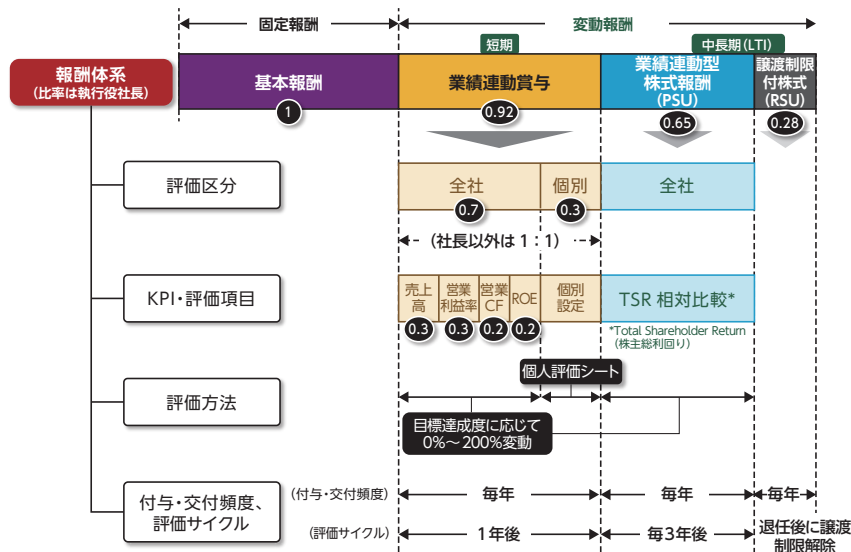 固定報酬
変動報酬
短期
中長期(LTI)
報酬体系
(比率は執行役社長)
基本報酬
1
業績連動賞与
0.92
業績連動型
株式報酬
(PSU)
0.65
譲渡制限
付株式
(RSU)
0.28
評価区分
全社
0.7
個別
0.3
全社
(社長以外は 1:1)
KPI・評価項目
売上
高
0.3
営業
利益率
0.3
営業
CF
0.2
ROE
0.2
個別
設定
TSR 相対比較*
*Total Shareholder Return
(株主総利回り)
評価方法
個人評価シート
目標達成度に応じて
0%～200%変動
付与・交付頻度、
評価サイクル
(付与・交付頻度)
毎年
毎年
毎年
(評価サイクル)
1年後
毎3年後
退任後に譲渡
制限解除